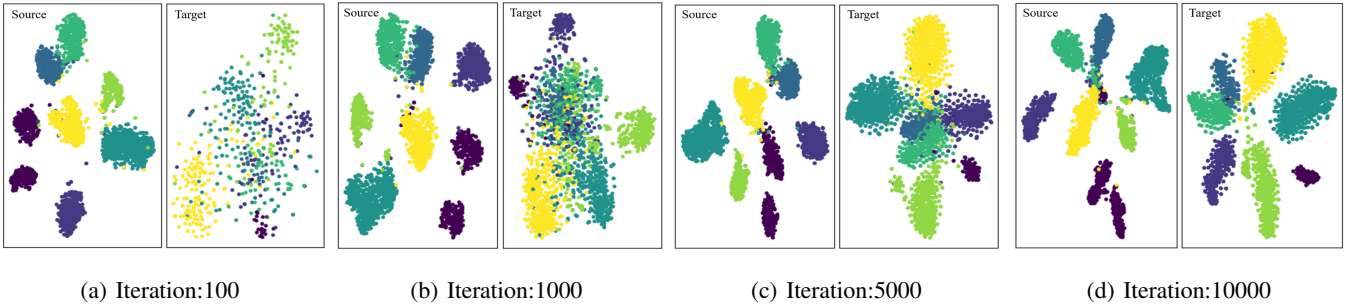 Source
Target
Source
Target
Source
Target
Source
Target
(a) Iteration:100
(b) Iteration:1000
(c) Iteration:5000
(d) Iteration:10000